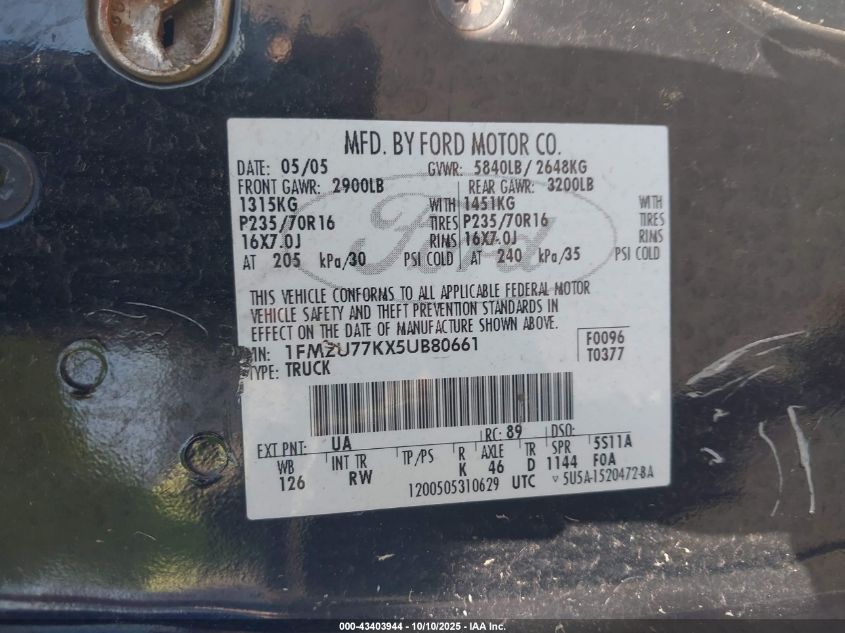 MFD. BY FORD MOTOR CO.
DATE: 05/05 GVWR: 5840LB/ 2648KG
FRONT GAWR: 2900LB REAR GAWR: 3200LB
1315KG WITH 1451KG WITH
P235/70R16 TIRES P235/70R16 TIRES
16X7.0J RIMS 16X7.0J RIMS
AT 205 kPa/30 PSI COLD AT 240 kPa/35 PSI COLD
Ford
THIS VEHICLE CONFORMS TO ALL APPLICABLE FEDERAL MOTOR
VEHICLE SAFETY AND THEFT PREVENTION STANDARDS IN
EFFECT ON THE DATE OF MANUFACTURE SHOWN ABOVE.
1FMZU77KX5UB80661 F0096
TYPE: TRUCK T0377
EXT PNT: UA RC: 89 DSO:
WB INT TR TP/PS R AXLE TR SPR 5S11A
126 RW K 46 D 1144 F0A
1200505310629 UTC ▽ 5U5A-1520472-BA
000-43403944 - 10/10/2025 - IAA Inc.